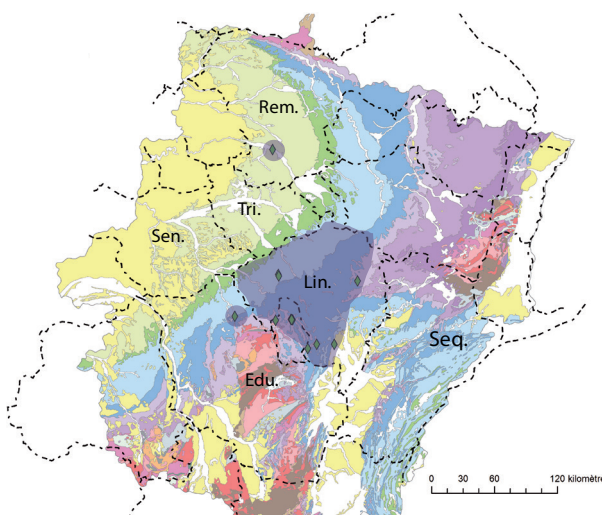 Rem.
Tri.
Sen.
Lin.
Seq.
Edu.
0 30 60 120 kilomètre